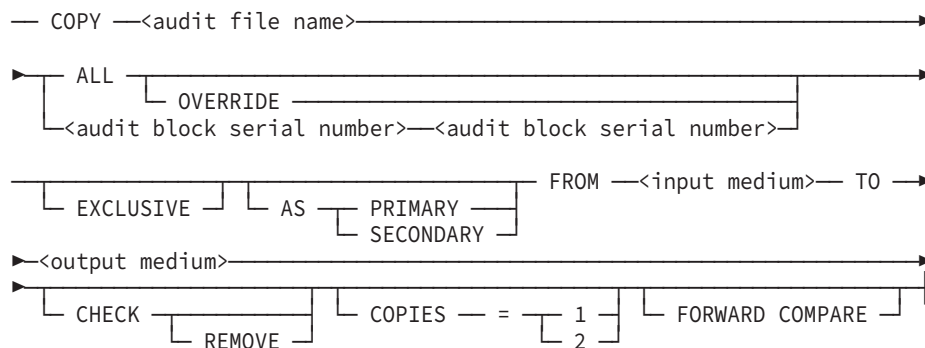 COPY <audit file name>
ALL
OVERRIDE
<audit block serial number> <audit block serial number>
EXCLUSIVE AS PRIMARY FROM <input medium> TO
SECONDARY
<output medium>
CHECK COPIES = 1 FORWARD COMPARE
REMOVE 2